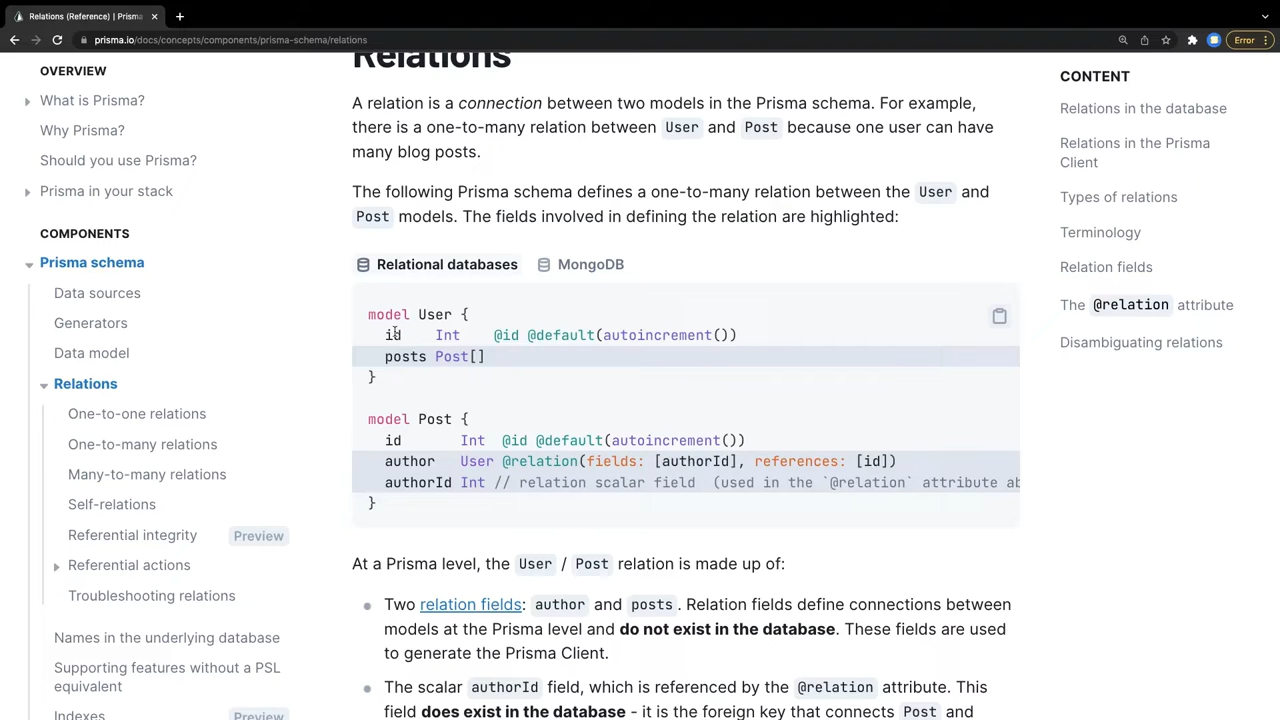 Relations (Reference) | Prisma
prisma.io/docs/concepts/components/prisma-schema/relations
Error
OVERVIEW
What is Prisma?
Why Prisma?
Should you use Prisma?
Prisma in your stack
COMPONENTS
Prisma schema
Data sources
Generators
Data model
Relations
One-to-one relations
One-to-many relations
Many-to-many relations
Self-relations
Referential integrity Preview
Referential actions
Troubleshooting relations
Names in the underlying database
Supporting features without a PSL
equivalent
Indexes Preview
Relations
A relation is a connection between two models in the Prisma schema. For example,
there is a one-to-many relation between User and Post because one user can have
many blog posts.
The following Prisma schema defines a one-to-many relation between the User and
Post models. The fields involved in defining the relation are highlighted:
Relational databases MongoDB
model User {
id Int @id @default(autoincrement())
posts Post[]
}
model Post {
id Int @id @default(autoincrement())
author User @relation(fields: [authorId], references: [id])
authorId Int // relation scalar field (used in the `@relation` attribute ab
}
At a Prisma level, the User / Post relation is made up of:
Two relation fields: author and posts. Relation fields define connections between
models at the Prisma level and do not exist in the database. These fields are used
to generate the Prisma Client.
The scalar authorId field, which is referenced by the @relation attribute. This
field does exist in the database - it is the foreign key that connects Post and
CONTENT
Relations in the database
Relations in the Prisma
Client
Types of relations
Terminology
Relation fields
The @relation attribute
Disambiguating relations